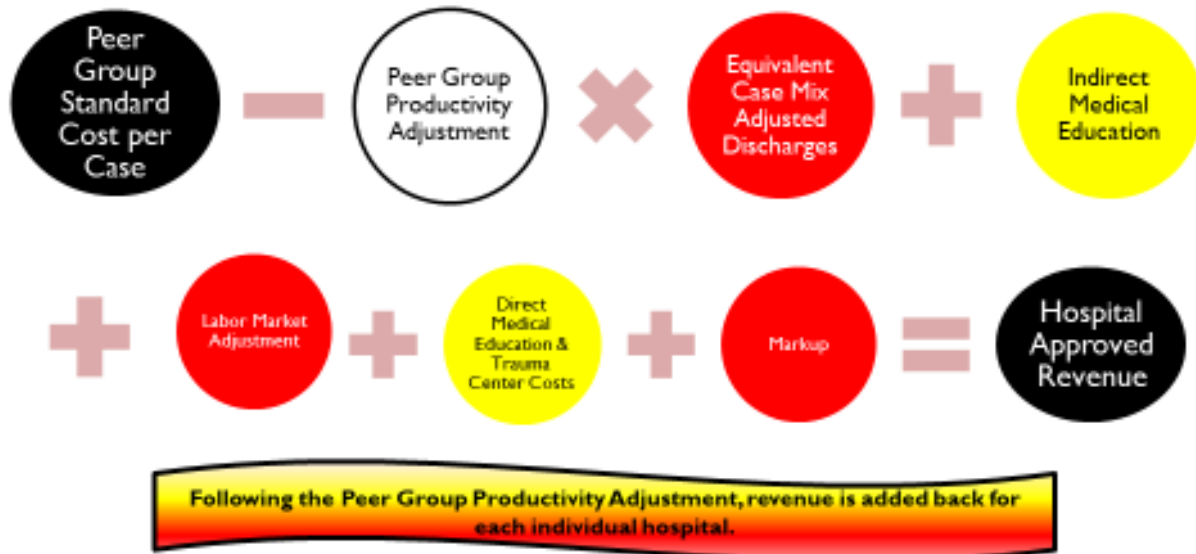 Peer
Group
Standard
Cost per
Case
Peer Group
Productivity
Adjustment
Equivalent
Case Mix
Adjusted
Discharges
Indirect
Medical
Education
Labor Market
Adjustment
Direct
Medical
Education &
Trauma
Center Costs
Markup
Hospital
Approved
Revenue
Following the Peer Group Productivity Adjustment, revenue is added back for
each individual hospital.